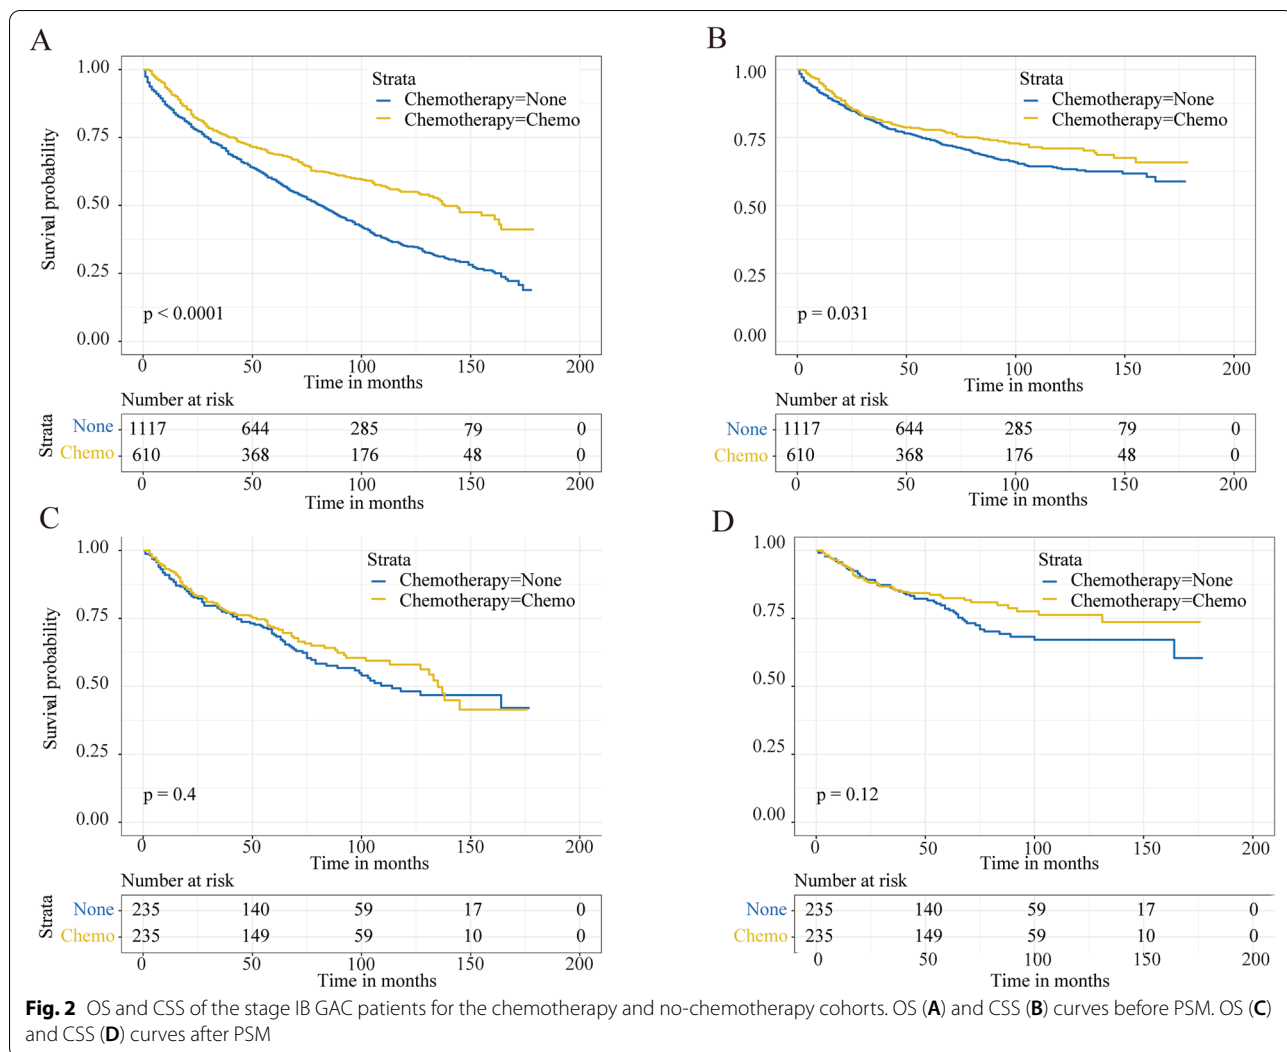 A
1.00
0.75
0.50
0.25
0.00
Survival probability
Strata
Chemotherapy=None
Chemotherapy=Chemo
p < 0.0001
0 50 100 150 200
Time in months
Number at risk
Strata
None 1117 644 285 79 0
Chemo 610 368 176 48 0
0 50 100 150 200
Time in months
B
1.00
0.75
0.50
0.25
0.00
Strata
Chemotherapy=None
Chemotherapy=Chemo
p = 0.031
0 50 100 150 200
Time in months
Number at risk
None 1117 644 285 79 0
Chemo 610 368 176 48 0
0 50 100 150 200
Time in months
C
1.00
0.75
0.50
0.25
0.00
Survival probability
Strata
Chemotherapy=None
Chemotherapy=Chemo
p = 0.4
0 50 100 150 200
Time in months
Number at risk
Strata
None 235 140 59 17 0
Chemo 235 149 59 10 0
0 50 100 150 200
Time in months
D
1.00
0.75
0.50
0.25
0.00
Strata
Chemotherapy=None
Chemotherapy=Chemo
p = 0.12
0 50 100 150 200
Time in months
Number at risk
None 235 140 59 17 0
Chemo 235 149 59 10 0
0 50 100 150 200
Time in months
Fig. 2 OS and CSS of the stage IB GAC patients for the chemotherapy and no-chemotherapy cohorts. OS (A) and CSS (B) curves before PSM. OS (C)
and CSS (D) curves after PSM